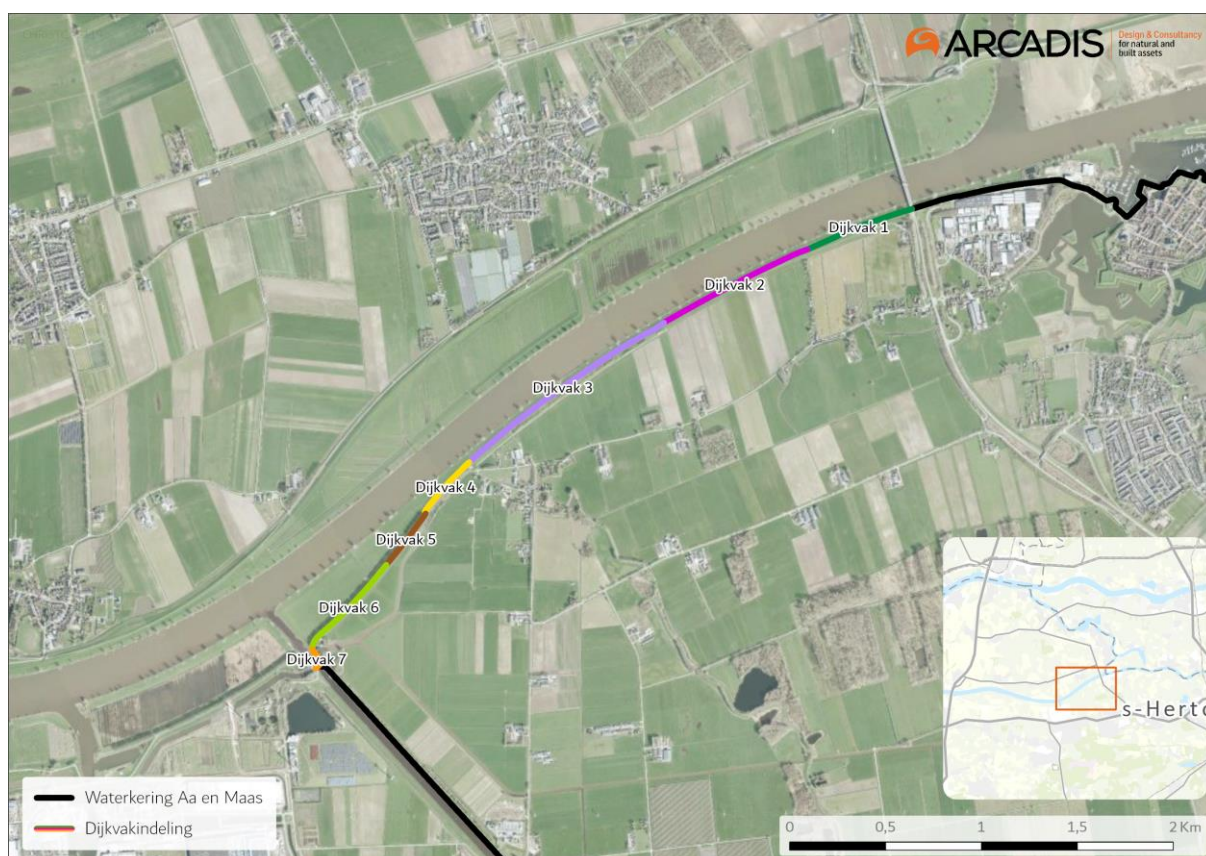 ARCADIS
Design & Consultancy
for natural and
built assets
Dijkvak 1
Dijkvak 2
Dijkvak 3
Dijkvak 4
Dijkvak 5
Dijkvak 6
Dijkvak 7
s-Herto
Waterkering Aa en Maas
Dijkvakindeling
0 0,5 1 1,5 2 Km